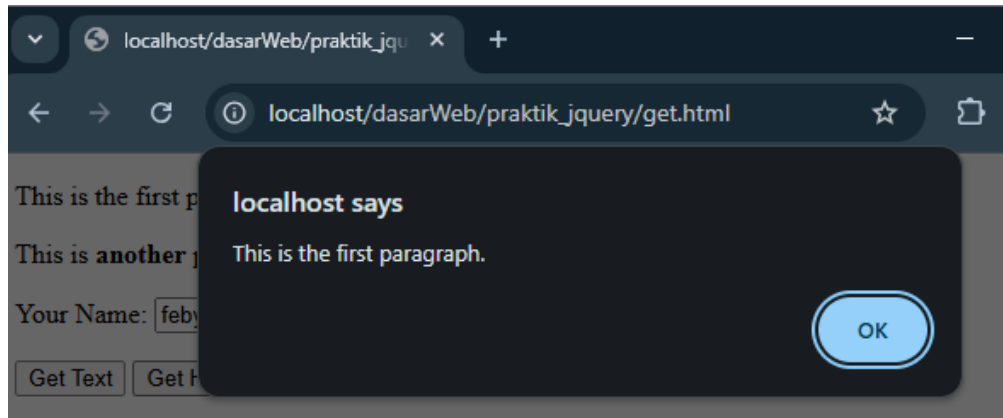 localhost/dasarWeb/praktik_jqu
localhost/dasarWeb/praktik_jquery/get.html
This is the first
localhost says
This is the first paragraph.
This is another
Your Name:
OK
Get Text Get